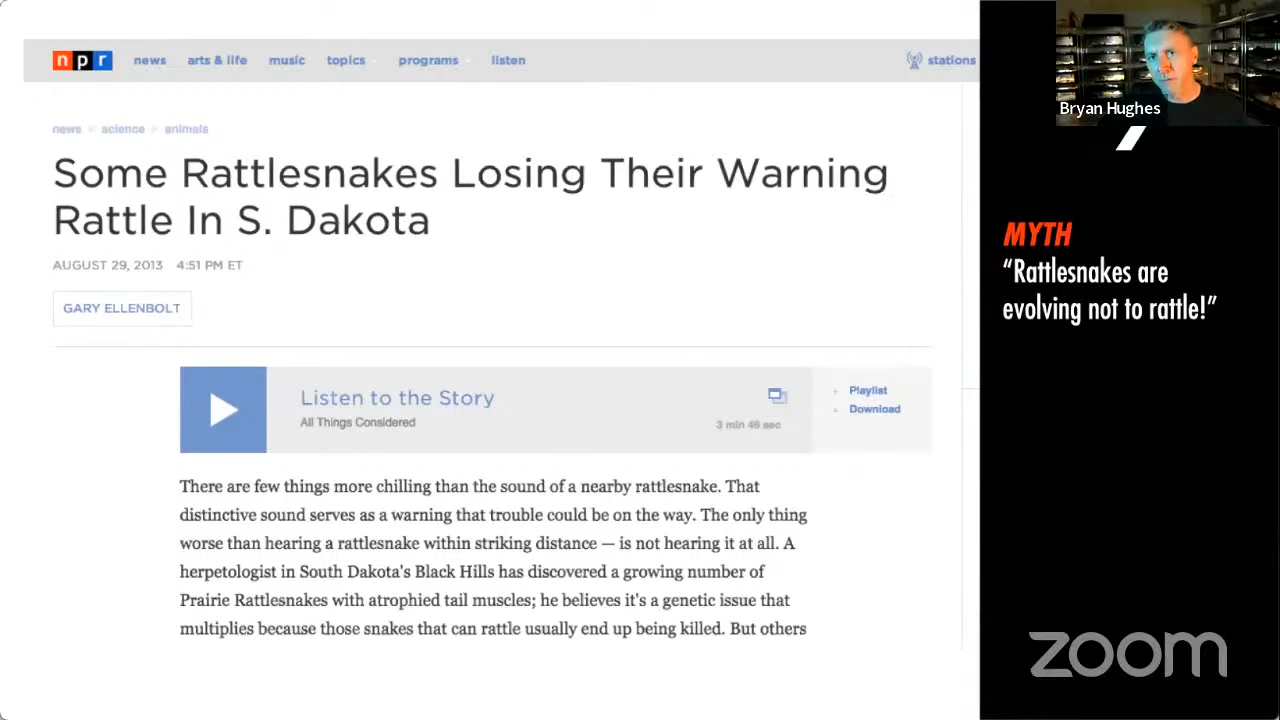 npr news arts & life music topics programs listen stations
Bryan Hughes
news science animals
Some Rattlesnakes Losing Their Warning
Rattle In S. Dakota
AUGUST 29, 2013 4:51 PM ET
GARY ELLENBOLT
Listen to the Story
All Things Considered
3 min 46 sec
Playlist
Download
There are few things more chilling than the sound of a nearby rattlesnake. That
distinctive sound serves as a warning that trouble could be on the way. The only thing
worse than hearing a rattlesnake within striking distance — is not hearing it at all. A
herpetologist in South Dakota's Black Hills has discovered a growing number of
Prairie Rattlesnakes with atrophied tail muscles; he believes it's a genetic issue that
multiplies because those snakes that can rattle usually end up being killed. But others
MYTH
“Rattlesnakes are
evolving not to rattle!”
zoom